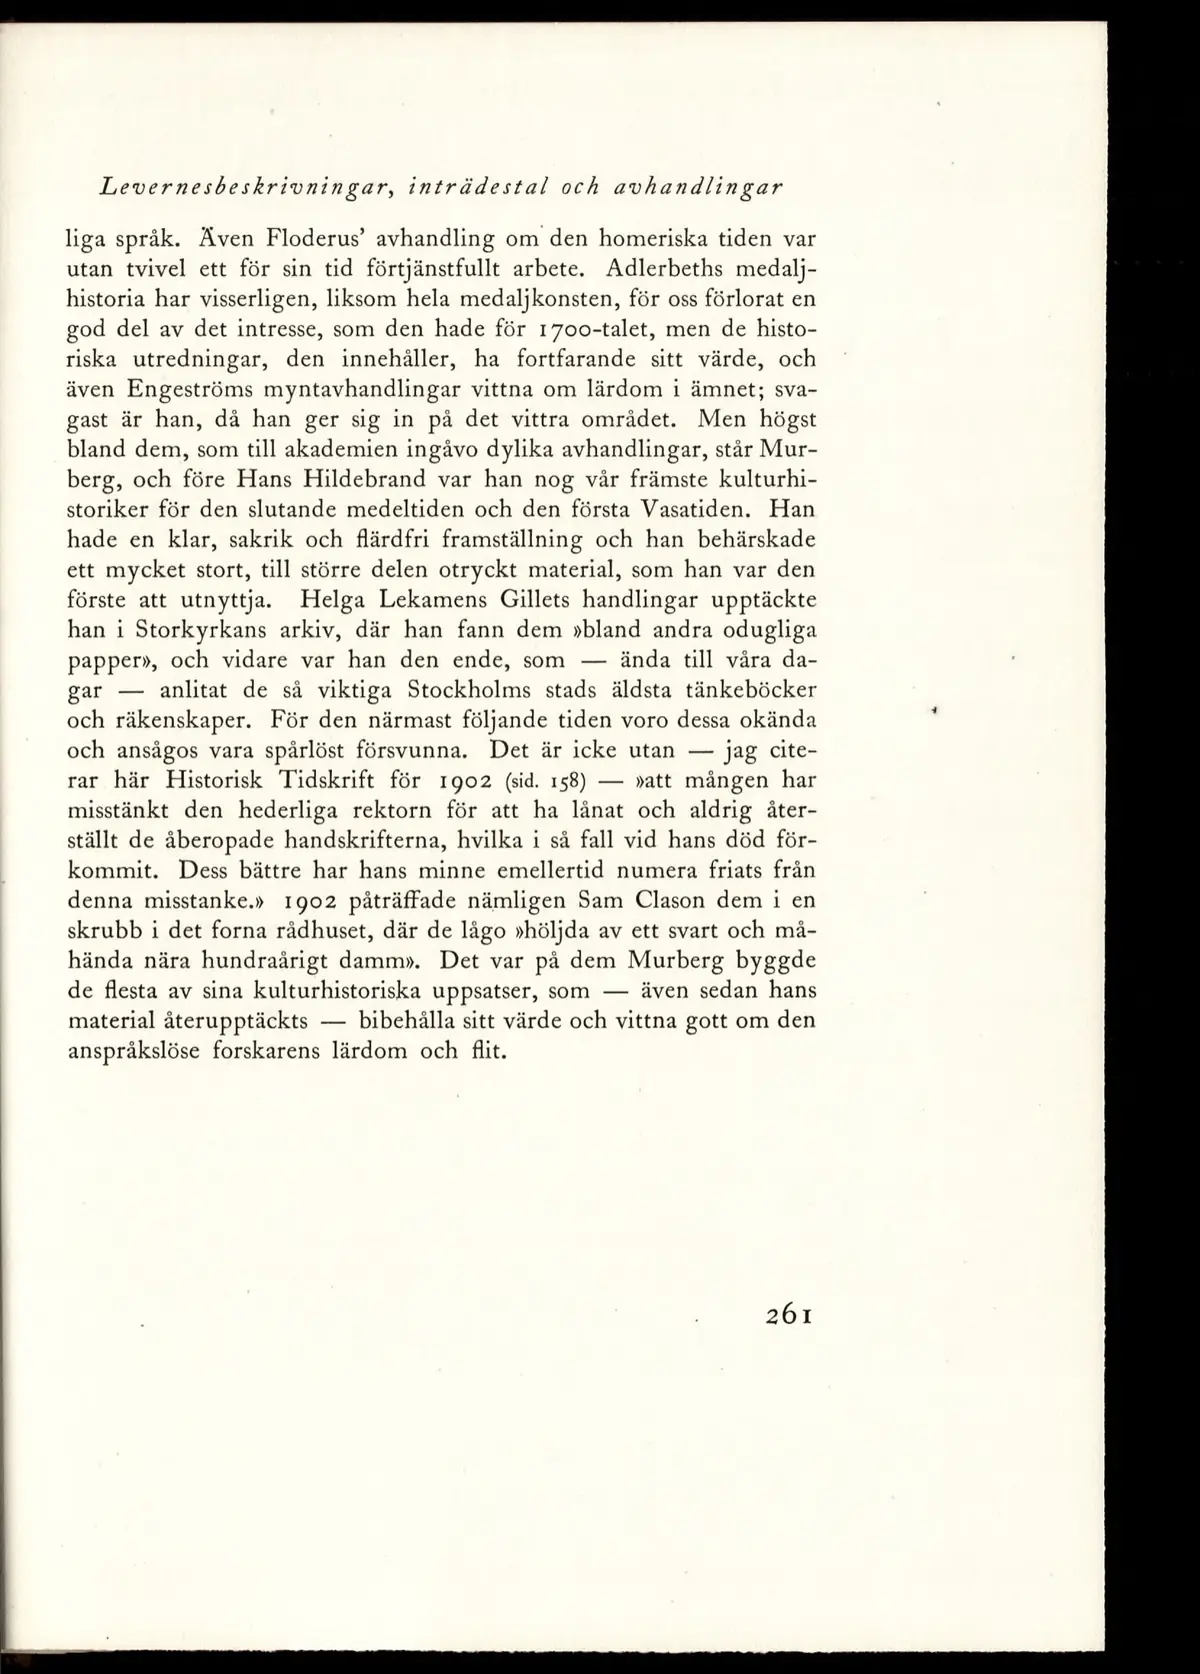 Levernesbeskrivningar, inträdestal och avhandlingar
liga språk. Även Floderus’ avhandling om den homeriska tiden var
utan tvivel ett för sin tid förtjänstfullt arbete. Adlerbeths medalj-
historia har visserligen, liksom hela medaljkonsten, för oss förlorat en
god del av det intresse, som den hade för 1700-talet, men de histo-
riska utredningar, den innehåller, ha fortfarande sitt värde, och
även Engeströms myntavhandlingar vittna om lärdom i ämnet; sva-
gast är han, då han ger sig in på det vittra området. Men högst
bland dem, som till akademien ingåvo dylika avhandlingar, står Mur-
berg, och före Hans Hildebrand var han nog vår främste kulturhi-
storiker för den slutande medeltiden och den första Vasatiden. Han
hade en klar, sakrik och flärdfri framställning och han behärskade
ett mycket stort, till större delen otryckt material, som han var den
förste att utnyttja. Helga Lekamens Gillets handlingar upptäckte
han i Storkyrkans arkiv, där han fann dem »bland andra odugliga
papper», och vidare var han den ende, som — ända till våra da-
gar — anlitat de så viktiga Stockholms stads äldsta tänkeböcker
och räkenskaper. För den närmast följande tiden voro dessa okända
och ansågos vara spårlöst försvunna. Det är icke utan — jag cite-
rar här Historisk Tidskrift för 1902 (sid. 158) — »att mången har
misstänkt den hederliga rektorn för att ha lånat och aldrig åter-
ställt de åberopade handskrifterna, hvilka i så fall vid hans död för-
kommit. Dess bättre har hans minne emellertid numera friats från
denna misstanke.» 1902 påträffade nämligen Sam Clason dem i en
skrubb i det forna rådhuset, där de lågo »höljda av ett svart och må-
hända nära hundraårigt damm». Det var på dem Murberg byggde
de flesta av sina kulturhistoriska uppsatser, som — även sedan hans
material återupptäckts — bibehålla sitt värde och vittna gott om den
anspråkslöse forskarens lärdom och flit.
261